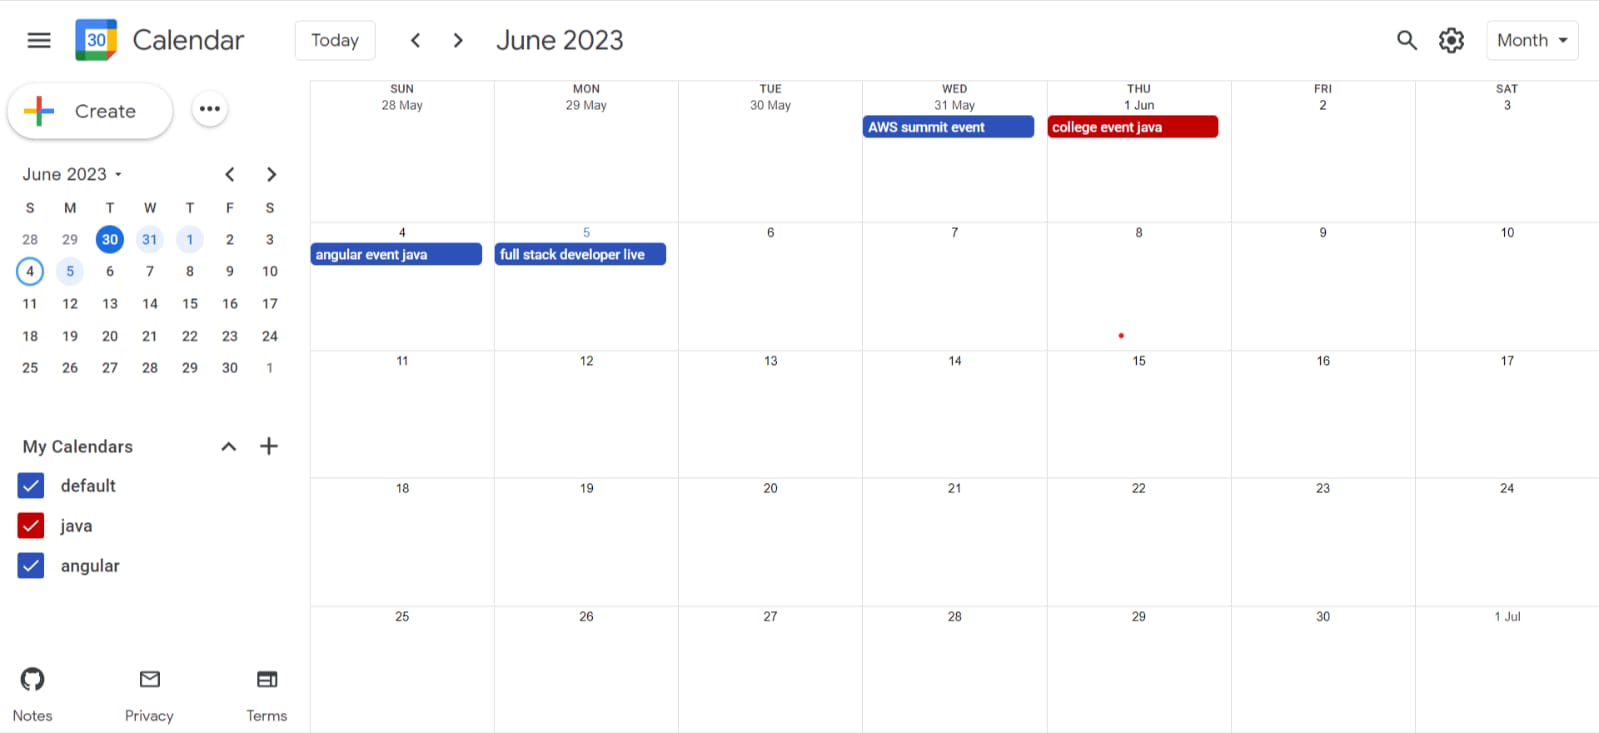 30 Calendar Today June 2023 Month
Create
June 2023
S M T W T F S
28 29 30 31 1 2 3
4 5 6 7 8 9 10
11 12 13 14 15 16 17
18 19 20 21 22 23 24
25 26 27 28 29 30 1
My Calendars
default
java
angular
Notes Privacy Terms
SUN MON TUE WED THU FRI SAT
28 May 29 May 30 May 31 May 1 Jun 2 3
AWS summit event college event java
4 5 6 7 8 9 10
angular event java full stack developer live
11 12 13 14 15 16 17
18 19 20 21 22 23 24
25 26 27 28 29 30 1 Jul